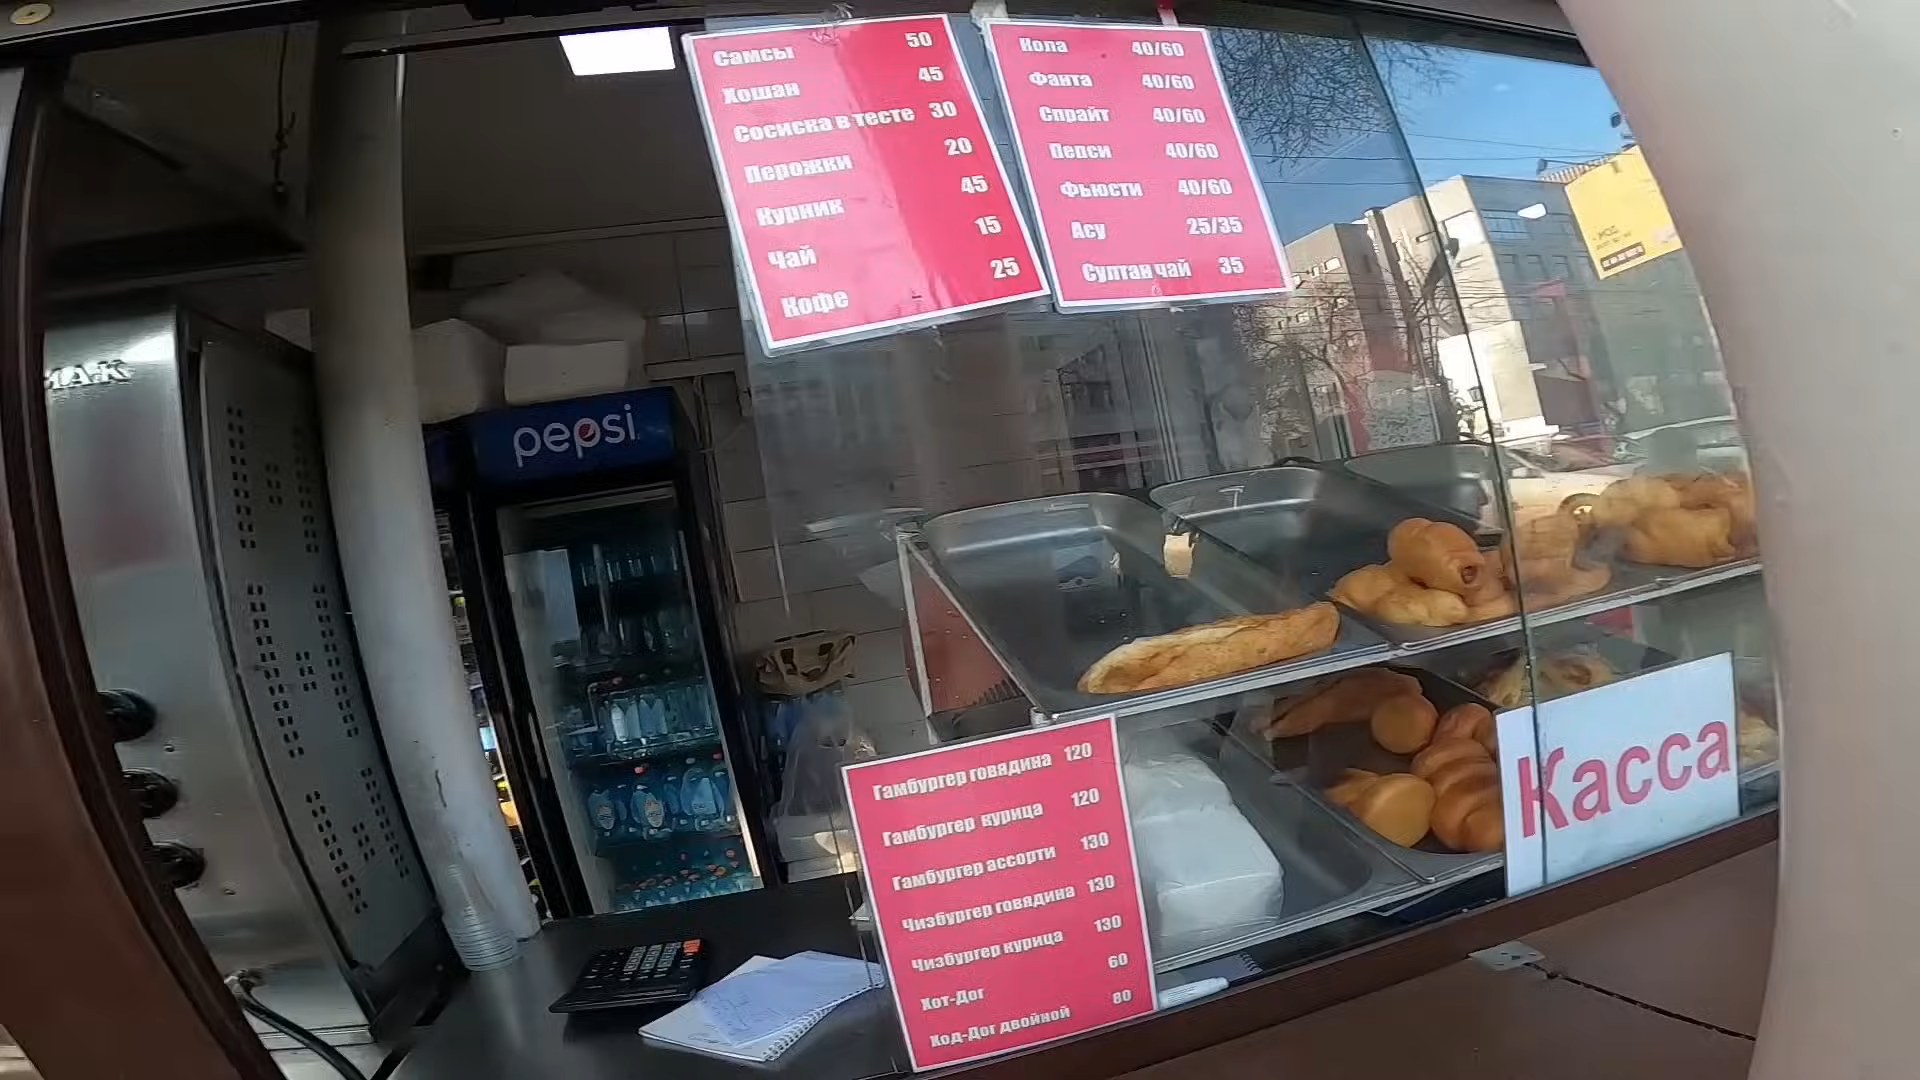 Самсы 50
Хошан 45
Сосиска в тесте 30
Перожки 20
Курник 45
Чай 15
Кофе 25
Кола 40/60
Фанта 40/60
Спрайт 40/60
Пепси 40/60
Фьюсти 40/60
Асу 25/35
Султан чай 35
pepsi
Гамбургер говядина 120
Гамбургер курица 120
Гамбургер ассорти 130
Чизбургер говядина 130
Чизбургер курица 130
Хот-Дог 60
Ход-Дог двойной 80
Касса